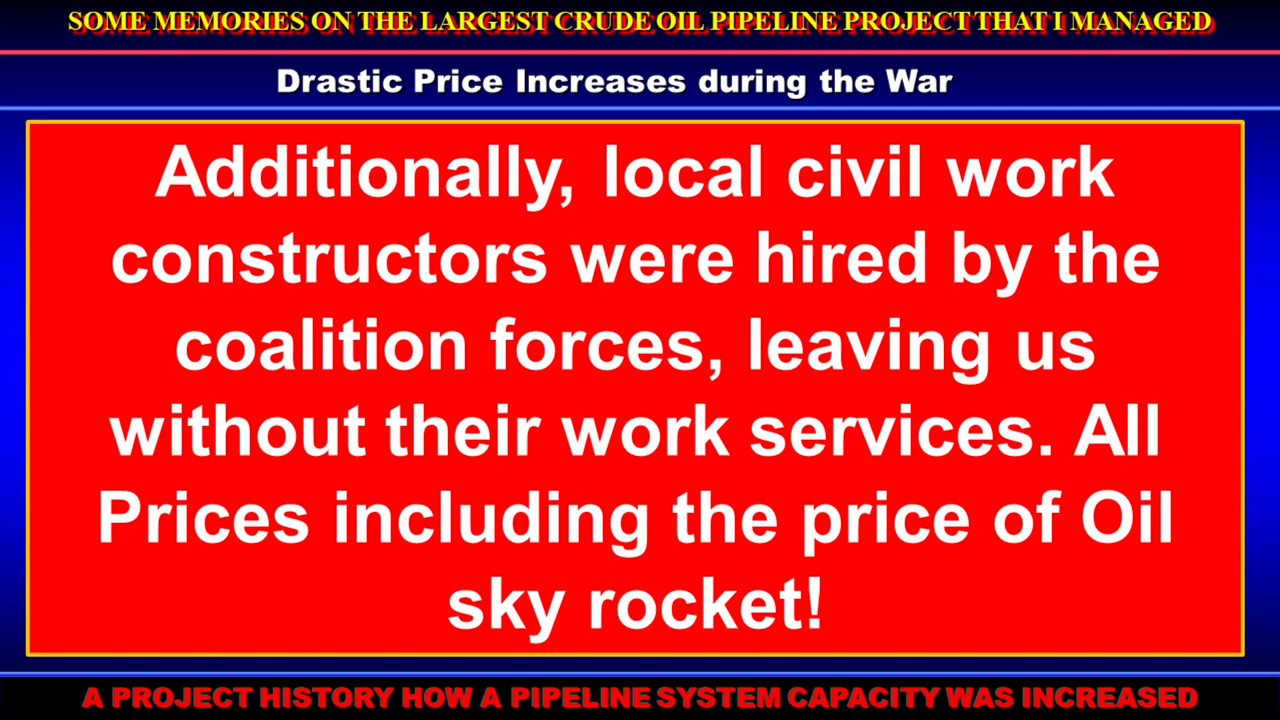 SOME MEMORIES ON THE LARGEST CRUDE OIL PIPELINE PROJECT THAT I MANAGED
Drastic Price Increases during the War
Additionally, local civil work
constructors were hired by the
coalition forces, leaving us
without their work services. All
Prices including the price of Oil
sky rocket!
A PROJECT HISTORY HOW A PIPELINE SYSTEM CAPACITY WAS INCREASED